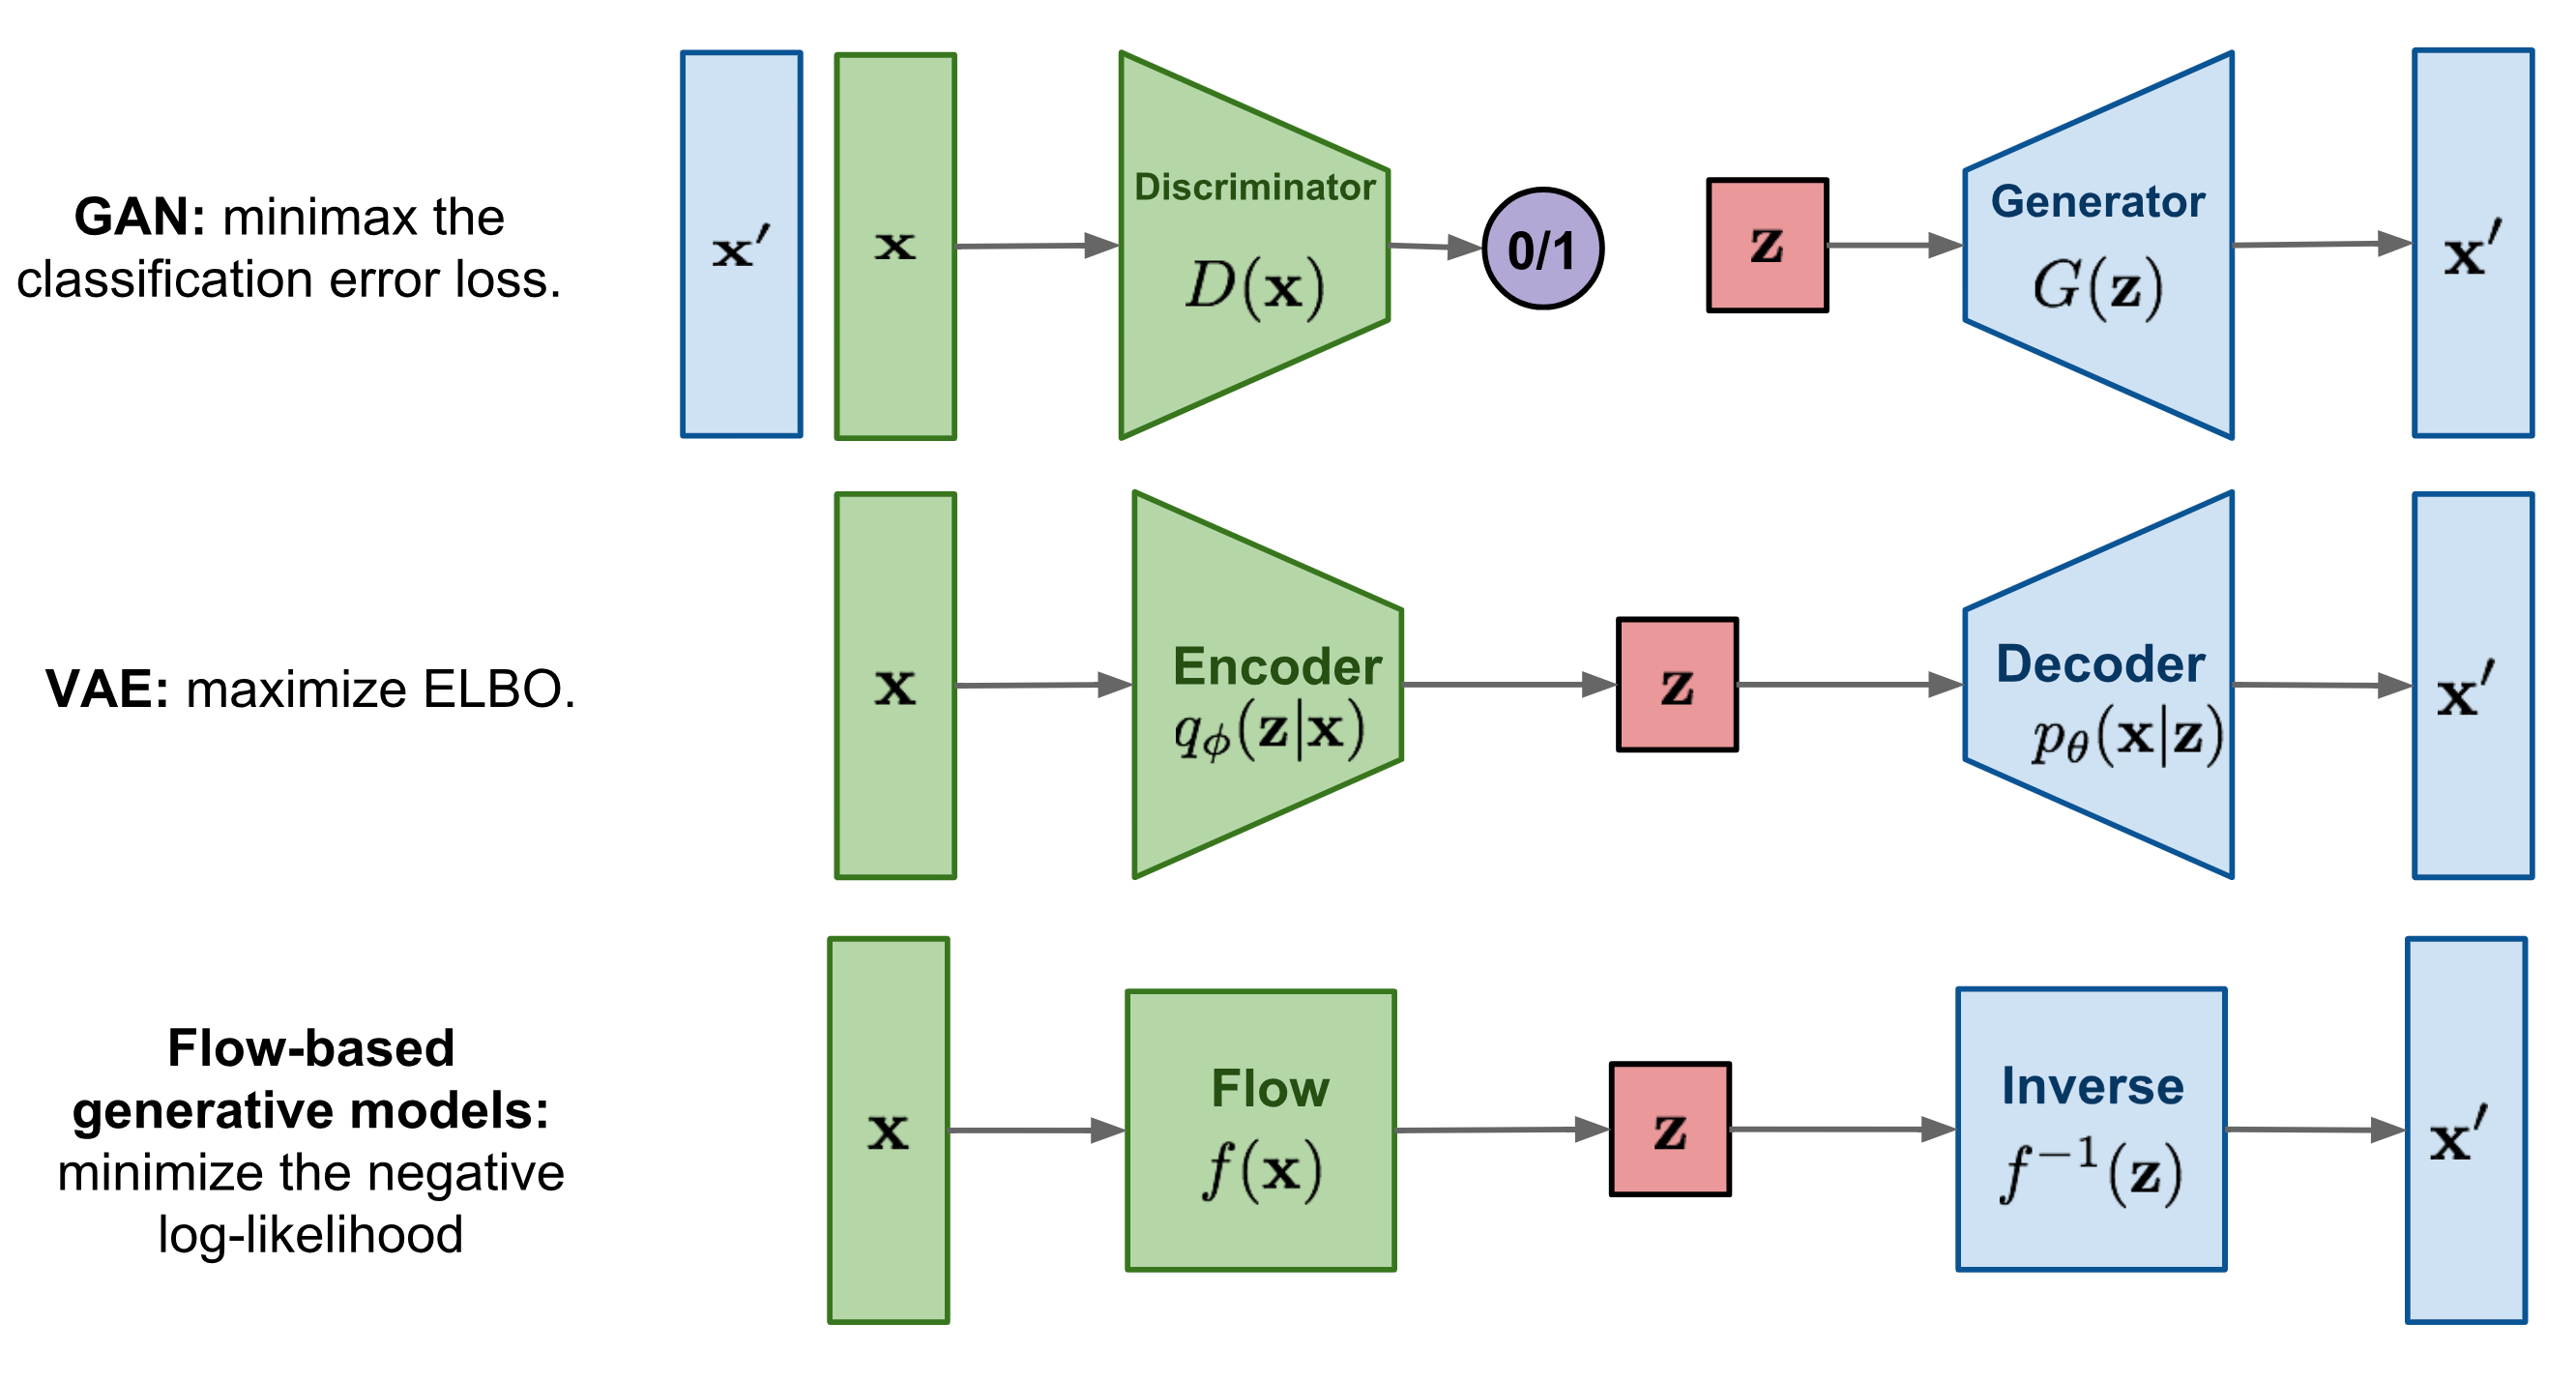 GAN: minimax the
classification error loss.
x′
x
Discriminator
D(x)
0/1
z
Generator
G(z)
x′
VAE: maximize ELBO.
x
Encoder
qϕ(z|x)
z
Decoder
pθ(x|z)
x′
Flow-based
generative models:
minimize the negative
log-likelihood
x
Flow
f(x)
z
Inverse
f⁻¹(z)
x′